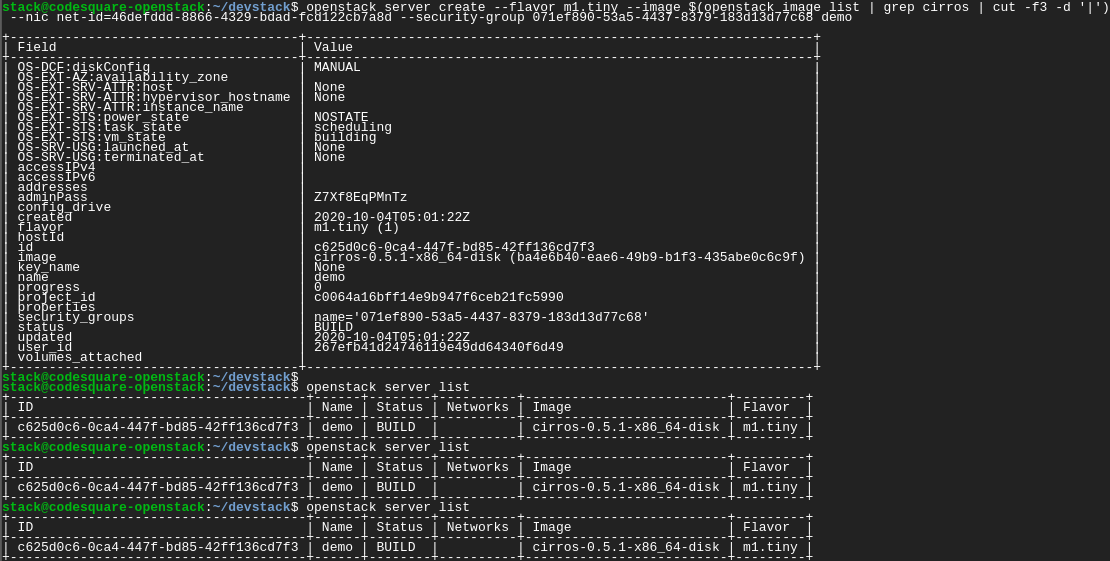 stack@codesquare-openstack:~/devstack$ openstack server create --flavor m1.tiny --image $(openstack image list | grep cirros | cut -f3 -d '|')
 --nic net-id=46defddd-8866-4329-bdad-fcd122cb7a8d --security-group 071ef890-53a5-4437-8379-183d13d77c68 demo
+-------------------------------------+-----------------------------------------------------------------+
| Field                               | Value                                                           |
+-------------------------------------+-----------------------------------------------------------------+
| OS-DCF:diskConfig                   | MANUAL                                                          |
| OS-EXT-AZ:availability_zone         |                                                                 |
| OS-EXT-SRV-ATTR:host                | None                                                            |
| OS-EXT-SRV-ATTR:hypervisor_hostname | None                                                            |
| OS-EXT-SRV-ATTR:instance_name       |                                                                 |
| OS-EXT-STS:power_state              | NOSTATE                                                         |
| OS-EXT-STS:task_state               | scheduling                                                      |
| OS-EXT-STS:vm_state                 | building                                                        |
| OS-SRV-USG:launched_at              | None                                                            |
| OS-SRV-USG:terminated_at            | None                                                            |
| accessIPv4                          |                                                                 |
| accessIPv6                          |                                                                 |
| addresses                           |                                                                 |
| adminPass                           | Z7Xf8EqPMnTz                                                    |
| config_drive                        |                                                                 |
| created                             | 2020-10-04T05:01:22Z                                            |
| flavor                              | m1.tiny (1)                                                     |
| hostId                              |                                                                 |
| id                                  | c625d0c6-0ca4-447f-bd85-42ff136cd7f3                            |
| image                               | cirros-0.5.1-x86_64-disk (ba4e6b40-eae6-49b9-b1f3-435abe0c6c9f) |
| key_name                            | None                                                            |
| name                                | demo                                                            |
| progress                            | 0                                                               |
| project_id                          | c0064a16bff14e9b947f6ceb21fc5990                                |
| properties                          |                                                                 |
| security_groups                     | name='071ef890-53a5-4437-8379-183d13d77c68'                     |
| status                              | BUILD                                                           |
| updated                             | 2020-10-04T05:01:22Z                                            |
| user_id                             | 267efb41d24746119e49dd64340f6d49                                |
| volumes_attached                    |                                                                 |
+-------------------------------------+-----------------------------------------------------------------+
stack@codesquare-openstack:~/devstack$
stack@codesquare-openstack:~/devstack$ openstack server list
+--------------------------------------+------+--------+----------+--------------------------+---------+
| ID                                   | Name | Status | Networks | Image                    | Flavor  |
+--------------------------------------+------+--------+----------+--------------------------+---------+
| c625d0c6-0ca4-447f-bd85-42ff136cd7f3 | demo | BUILD  |          | cirros-0.5.1-x86_64-disk | m1.tiny |
+--------------------------------------+------+--------+----------+--------------------------+---------+
stack@codesquare-openstack:~/devstack$ openstack server list
+--------------------------------------+------+--------+----------+--------------------------+---------+
| ID                                   | Name | Status | Networks | Image                    | Flavor  |
+--------------------------------------+------+--------+----------+--------------------------+---------+
| c625d0c6-0ca4-447f-bd85-42ff136cd7f3 | demo | BUILD  |          | cirros-0.5.1-x86_64-disk | m1.tiny |
+--------------------------------------+------+--------+----------+--------------------------+---------+
stack@codesquare-openstack:~/devstack$ openstack server list
+--------------------------------------+------+--------+----------+--------------------------+---------+
| ID                                   | Name | Status | Networks | Image                    | Flavor  |
+--------------------------------------+------+--------+----------+--------------------------+---------+
| c625d0c6-0ca4-447f-bd85-42ff136cd7f3 | demo | BUILD  |          | cirros-0.5.1-x86_64-disk | m1.tiny |
+--------------------------------------+------+--------+----------+--------------------------+---------+